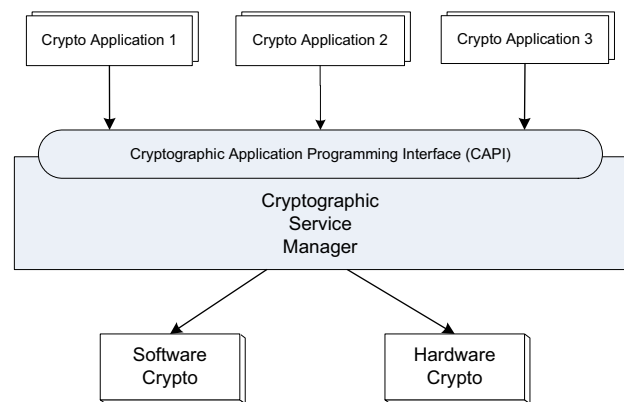 Crypto Application 1
Crypto Application 2
Crypto Application 3
Cryptographic Application Programming Interface (CAPI)
Cryptographic
Service
Manager
Software
Crypto
Hardware
Crypto